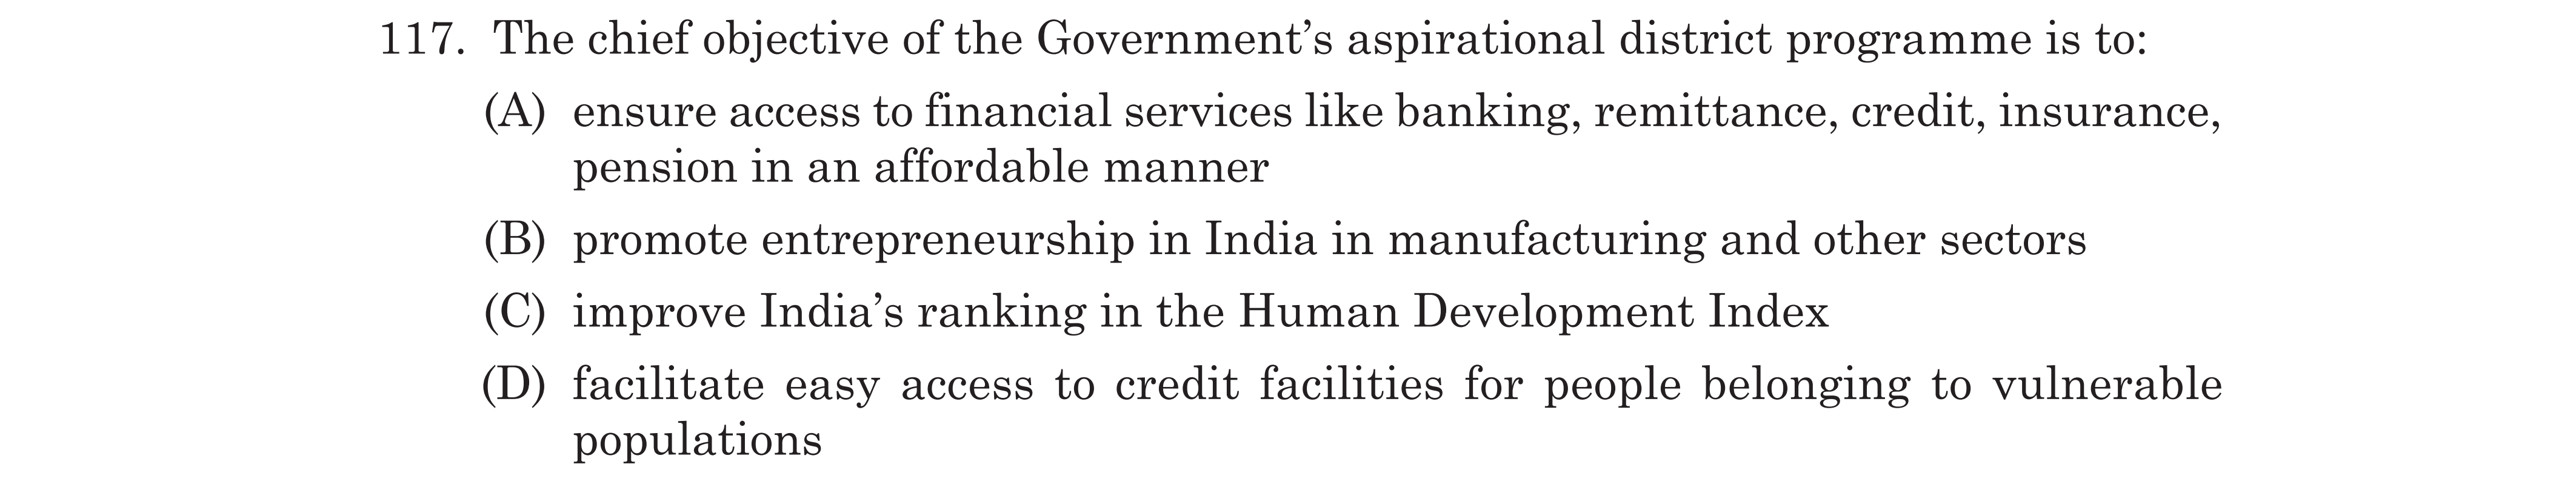 117. The chief objective of the Government’s aspirational district programme is to:
(A) ensure access to financial services like banking, remittance, credit, insurance,
pension in an affordable manner
(B) promote entrepreneurship in India in manufacturing and other sectors
(C) improve India’s ranking in the Human Development Index
(D) facilitate easy access to credit facilities for people belonging to vulnerable
populations